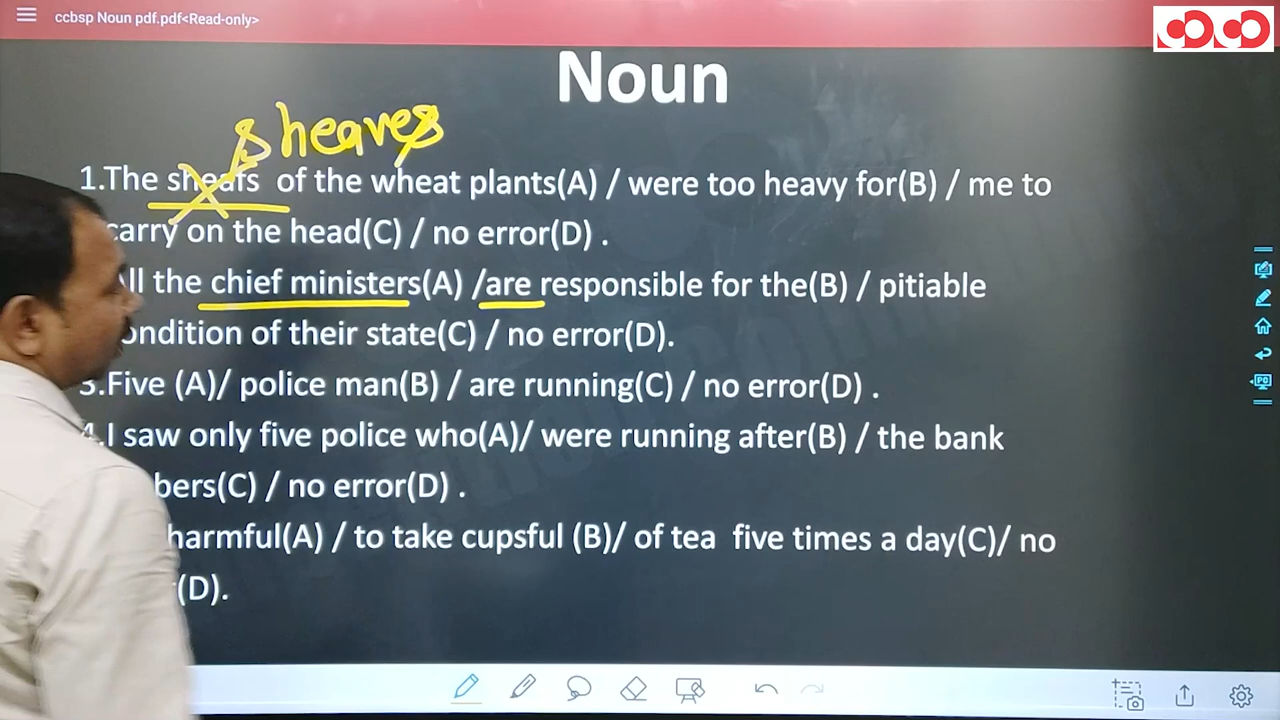 ccbsp Noun pdf.pdf<Read-only>
Noun
sheaves
1.The sheafs of the wheat plants(A) / were too heavy for(B) / me to
carry on the head(C) / no error(D) .
ll the chief ministers(A) /are responsible for the(B) / pitiable
ondition of their state(C) / no error(D).
3.Five (A)/ police man(B) / are running(C) / no error(D) .
4.I saw only five police who(A)/ were running after(B) / the bank
bers(C) / no error(D) .
harmful(A) / to take cupsful (B)/ of tea five times a day(C)/ no
(D).